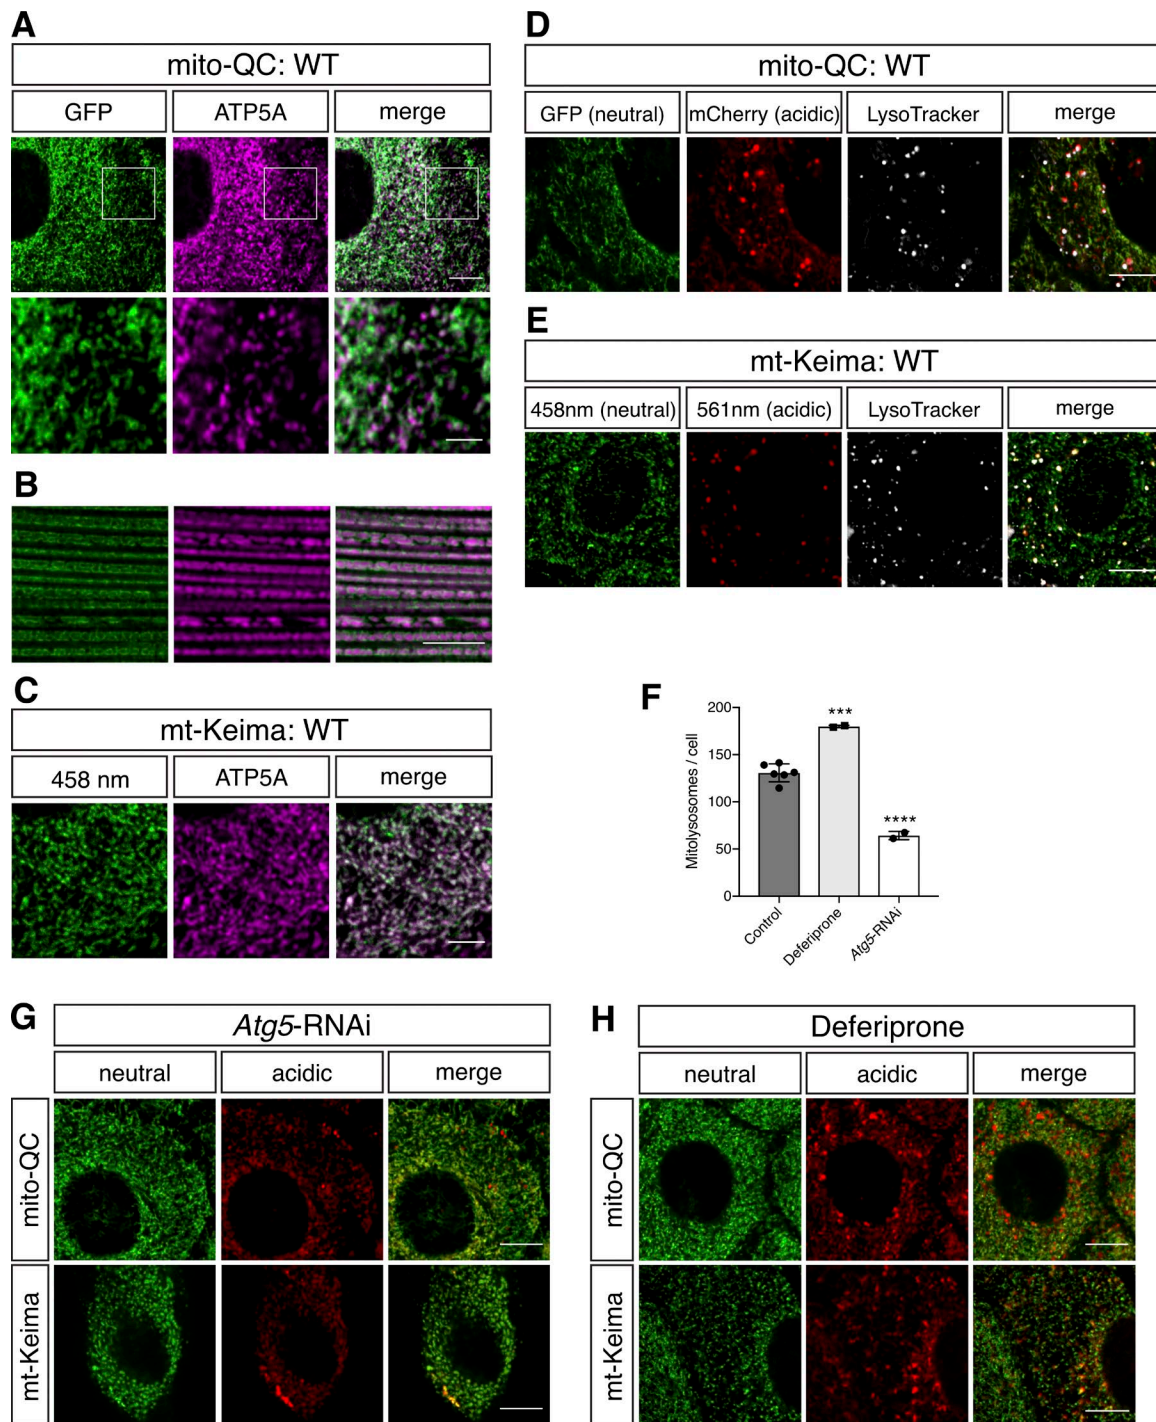 A
mito-QC: WT
GFP
ATP5A
merge
B
C
mt-Keima: WT
458 nm
ATP5A
merge
D
mito-QC: WT
GFP (neutral)
mCherry (acidic)
LysoTracker
merge
E
mt-Keima: WT
458nm (neutral)
561nm (acidic)
LysoTracker
merge
F
Mitolysosomes / cell
200
150
100
50
0
***
****
Control
Deferiprone
Atg5-RNAi
G
Atg5-RNAi
neutral
acidic
merge
mito-QC
mt-Keima
H
Deferiprone
neutral
acidic
merge
mito-QC
mt-Keima